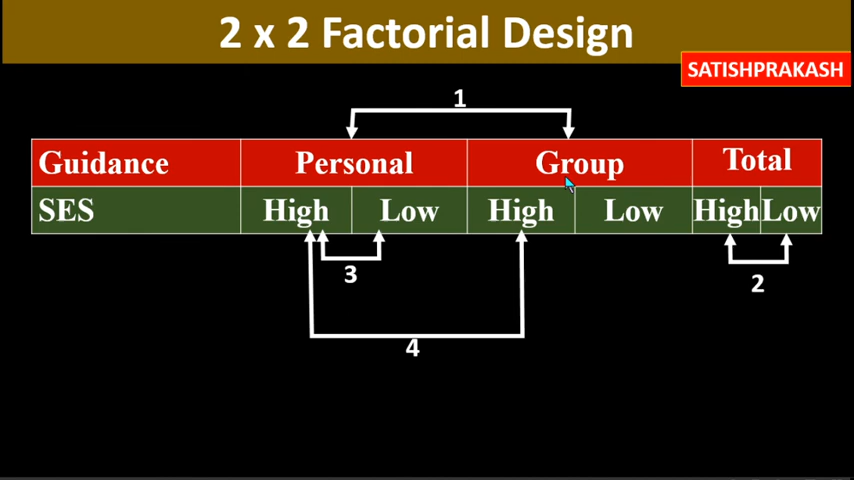 2 x 2 Factorial Design
SATISHPRAKASH
1
Guidance Personal Group Total
SES High Low High Low High Low
3
2
4